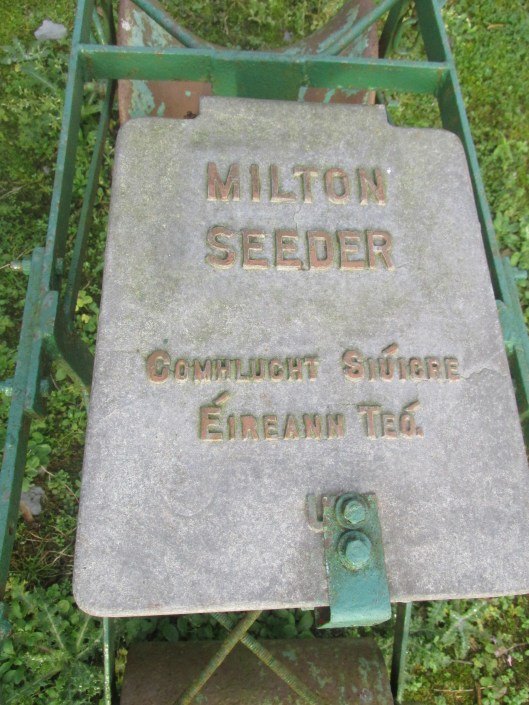 MILTON
SEEDER
COMHLUCHT SIÚICRE
ÉIREANN TEO.